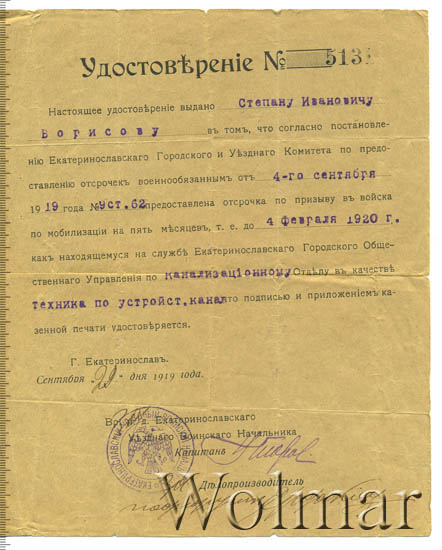 Удостовѣреніе № 513
Настоящее удостовѣреніе выдано Степану Ивановичу
Борисову въ томъ, что согласно постановле-
нію Екатеринославскаго Городского и Уѣзднаго Комитета по предо-
ставленію отсрочекъ военнообязаннымъ отъ 4-го сентября
1919 года № ст.62 предоставлена отсрочка по призыву въ войска
по мобилизаціи на пять мѣсяцевъ, т. е. до 4 февраля 1920 г.
какъ находящемуся на службѣ Екатеринославскаго Городского Обще-
ственнаго Управленія по канализаціонному Отдѣлу въ качествѣ
техника по устройст. канал что подписью и приложеніемъ ка-
зенной печати удостовѣряется.
Г. Екатеринославъ.
Сентября дня 1919 года.
Вр. и. д. Екатеринославскаго
Уѣзднаго Воинскаго Начальника
Капитанъ
Дѣлопроизводитель
Wolmar